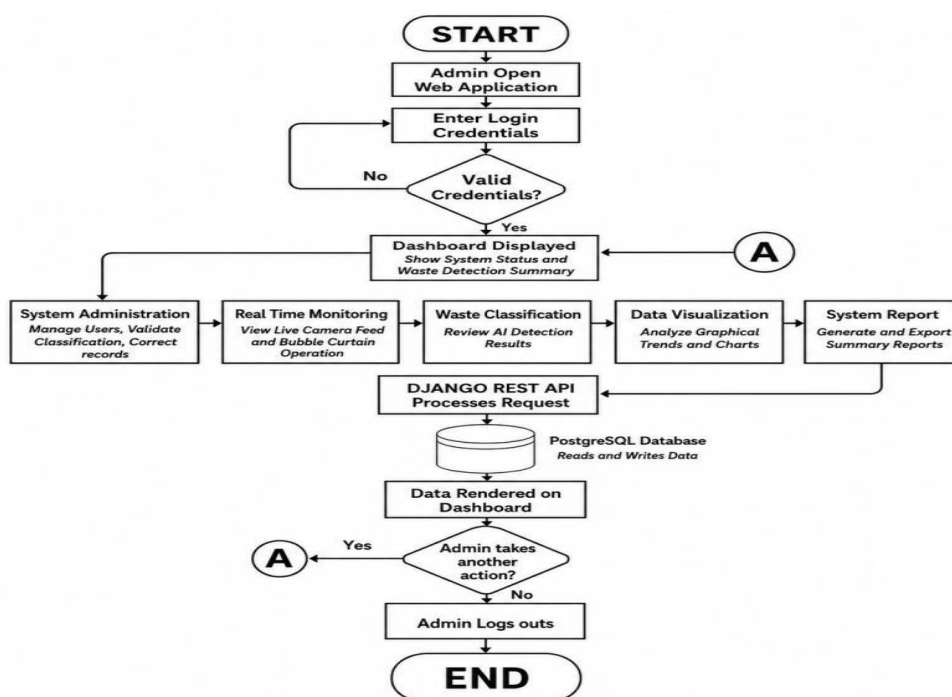 START
Admin Open
Web Application
Enter Login
Credentials
No
Valid
Credentials?
Yes
Dashboard Displayed
Show System Status and
Waste Detection Summary
A
System Administration
Manage Users, Validate
Classification, Correct
records
Real Time Monitoring
View Live Camera Feed
and Bubble Curtain
Operation
Waste Classification
Review AI Detection
Results
Data Visualization
Analyze Graphical
Trends and Charts
System Report
Generate and Export
Summary Reports
DJANGO REST API
Processes Request
PostgreSQL Database
Reads and Writes Data
Data Rendered on
Dashboard
A
Yes
Admin takes
another
action?
No
Admin Logs outs
END